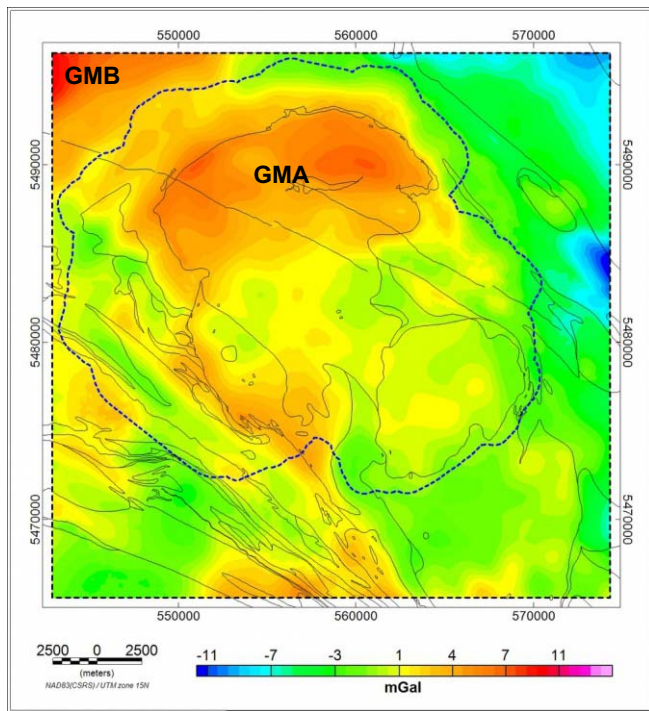 550000 560000 570000
GMB
GMA
5490000 5490000
5480000 5480000
5470000 5470000
550000 560000 570000
2500 0 2500
(meters)
NAD83(CSRS) / UTM zone 15N
-11 -7 -3 1 4 7 11
mGal